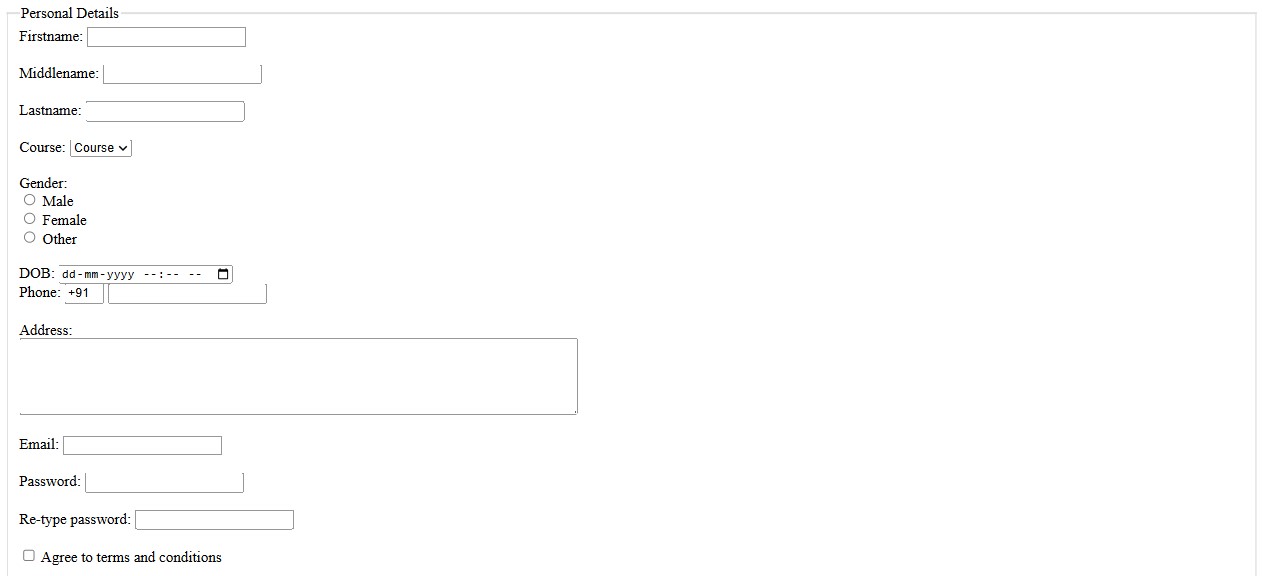 Personal Details
Firstname:
Middlename:
Lastname:
Course: Course
Gender:
Male
Female
Other
DOB: dd-mm-yyyy --:-- --
Phone: +91
Address:
Email:
Password:
Re-type password:
Agree to terms and conditions